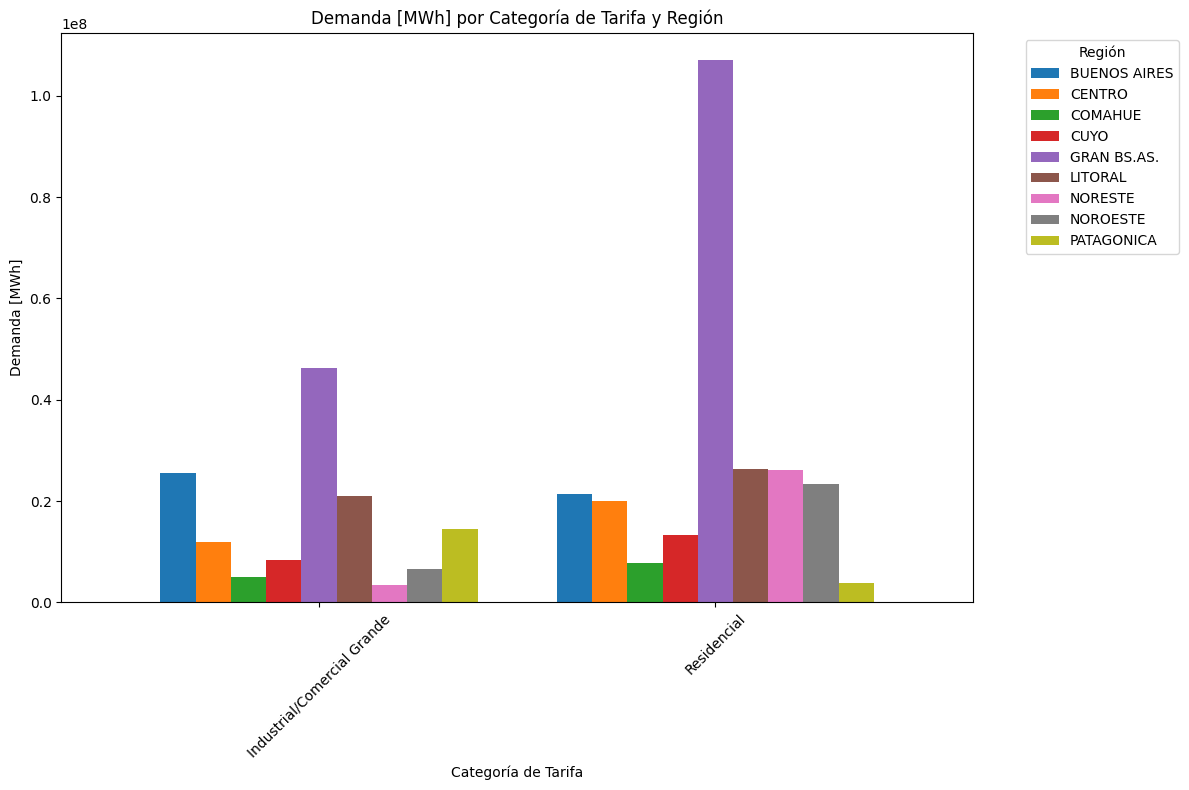 Demanda [MWh] por Categoría de Tarifa y Región
1e8
1.0
0.8
0.6
0.4
0.2
0.0
Demanda [MWh]
Industrial/Comercial Grande
Residencial
Categoría de Tarifa
Región
BUENOS AIRES
CENTRO
COMAHUE
CUYO
GRAN BS.AS.
LITORAL
NORESTE
NOROESTE
PATAGONICA